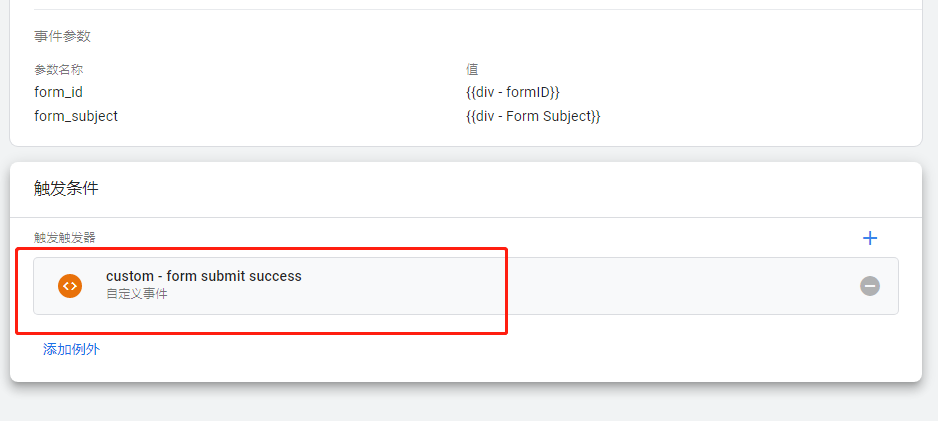 事件参数
参数名称 值
form_id {{div - formID}}
form_subject {{div - Form Subject}}
触发条件
触发触发器
custom - form submit success
自定义事件
添加例外